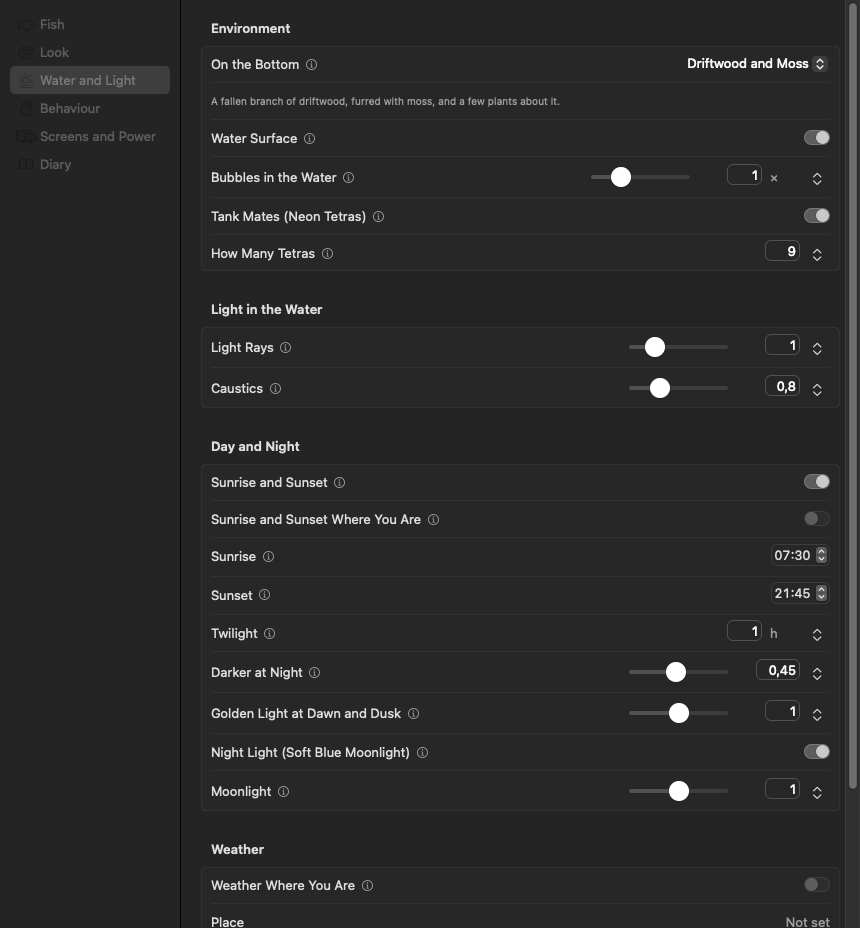 Fish
Look
Water and Light
Behaviour
Screens and Power
Diary
Environment
On the Bottom
Driftwood and Moss
A fallen branch of driftwood, furred with moss, and a few plants about it.
Water Surface
Bubbles in the Water
1 ×
Tank Mates (Neon Tetras)
How Many Tetras
9
Light in the Water
Light Rays
1
Caustics
0,8
Day and Night
Sunrise and Sunset
Sunrise and Sunset Where You Are
Sunrise
07:30
Sunset
21:45
Twilight
1 h
Darker at Night
0,45
Golden Light at Dawn and Dusk
1
Night Light (Soft Blue Moonlight)
Moonlight
1
Weather
Weather Where You Are
Place
Not set